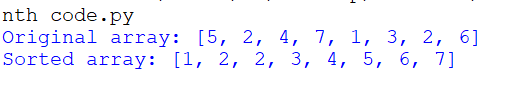 nth code.py
Original array: [5, 2, 4, 7, 1, 3, 2, 6]
Sorted array: [1, 2, 2, 3, 4, 5, 6, 7]